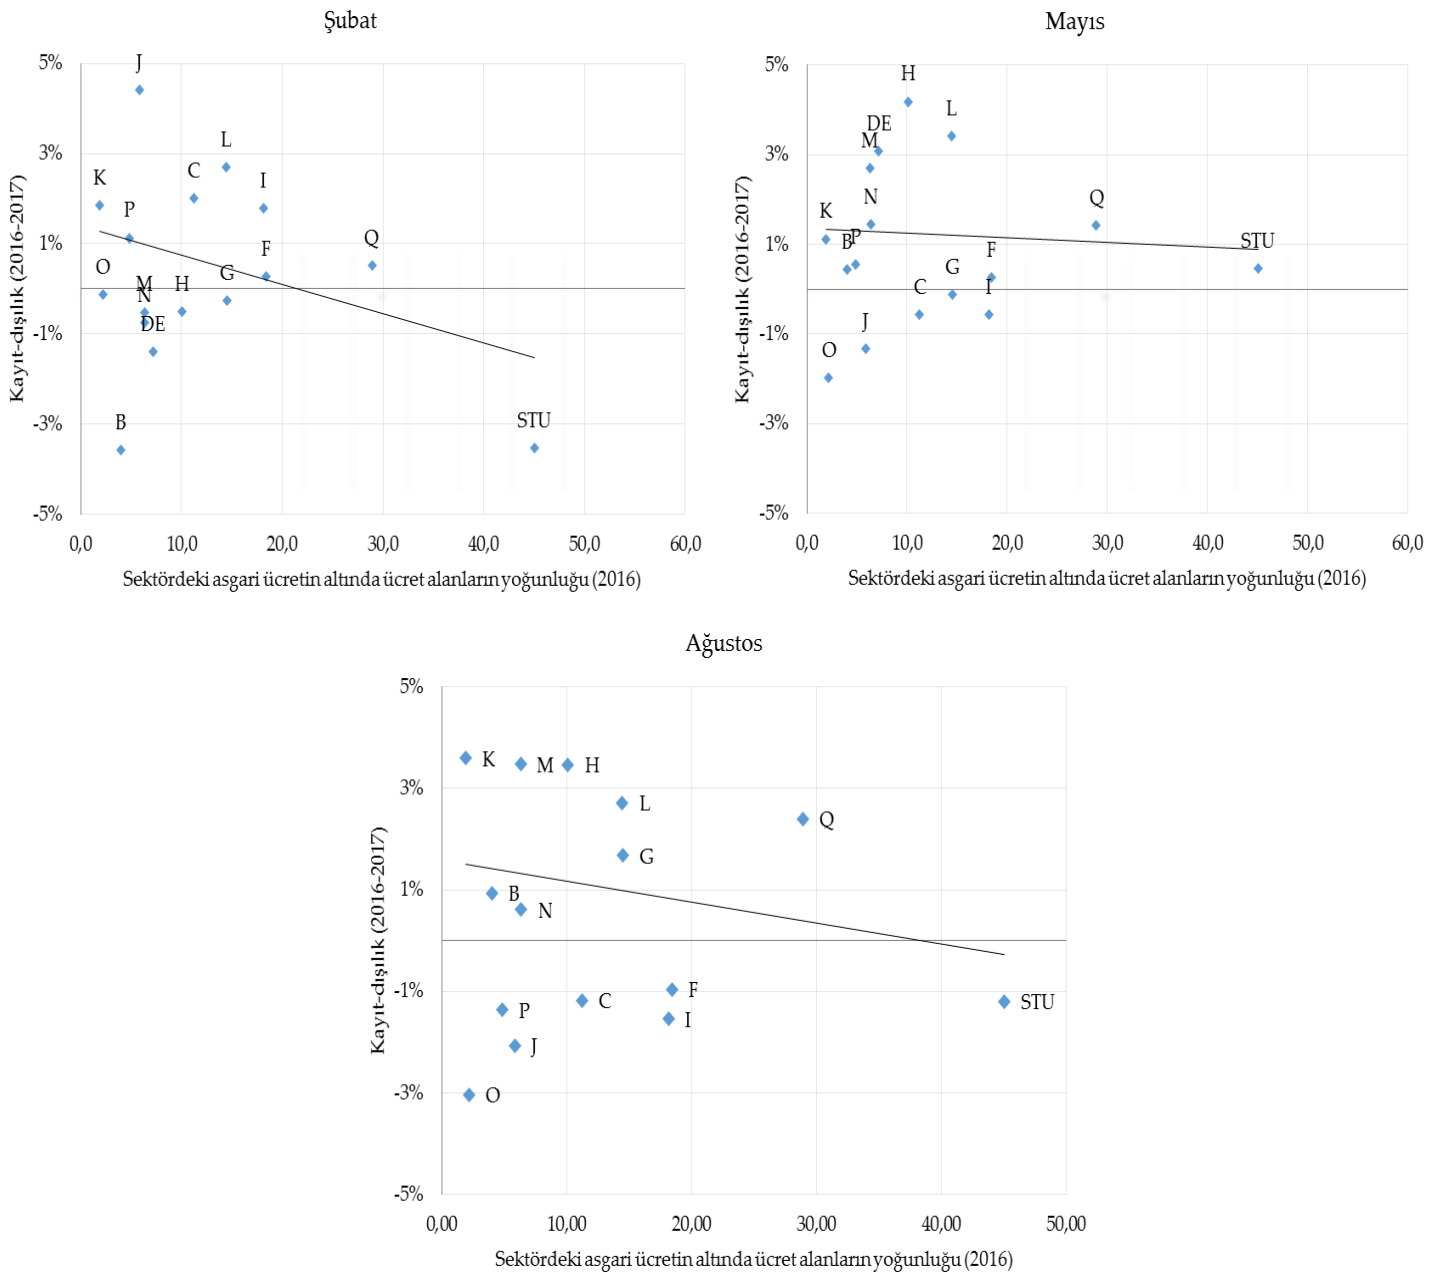 Şubat
5%
3%
1%
-1%
-3%
-5%
Kayıt-dışılık (2016-2017)
J
L
C
I
K
P
Q
F
O
G
M
H
N
DE
B
STU
0,0 10,0 20,0 30,0 40,0 50,0 60,0
Sektördeki asgari ücretin altında ücret alanların yoğunluğu (2016)
Mayıs
5%
3%
1%
-1%
-3%
-5%
Kayıt-dışılık (2016-2017)
H
L
DE
M
N
Q
K
B
P
STU
F
G
C
I
J
O
0,0 10,0 20,0 30,0 40,0 50,0 60,0
Sektördeki asgari ücretin altında ücret alanların yoğunluğu (2016)
Ağustos
5%
3%
1%
-1%
-3%
-5%
Kayıt-dışılık (2016-2017)
K
M
H
L
Q
G
B
N
F
C
STU
P
I
J
O
0,00 10,00 20,00 30,00 40,00 50,00
Sektördeki asgari ücretin altında ücret alanların yoğunluğu (2016)